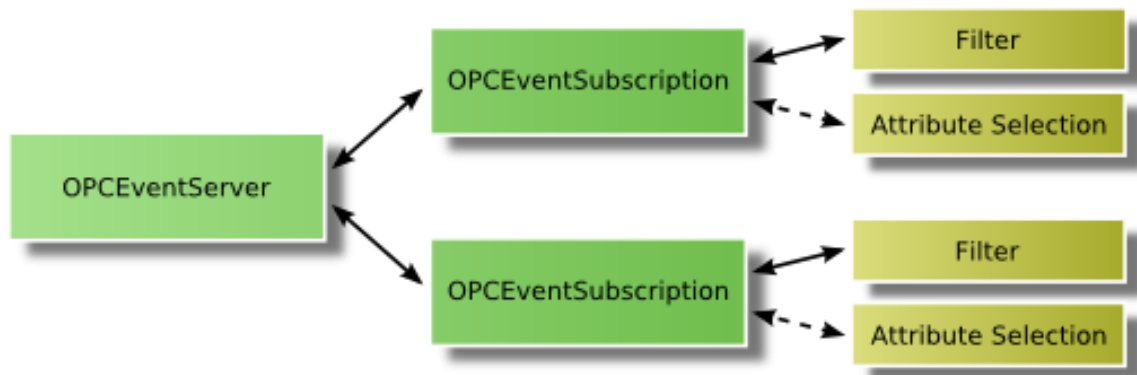 OPCEventServer
OPCEventSubscription
Filter
Attribute Selection
OPCEventSubscription
Filter
Attribute Selection